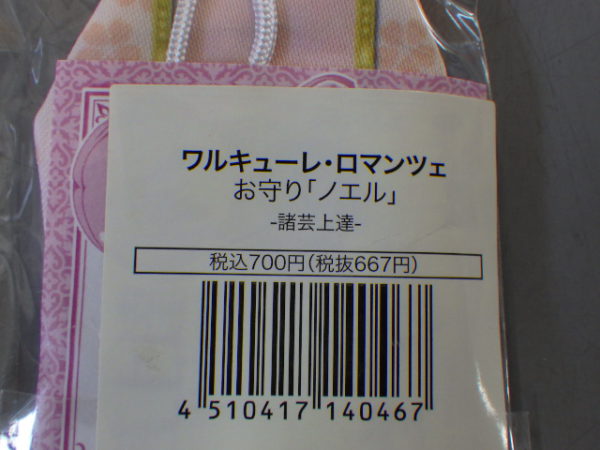 ワルキューレ・ロマンツェ
お守り「ノエル」
-諸芸上達-
税込700円(税抜667円)
4 510417 140467